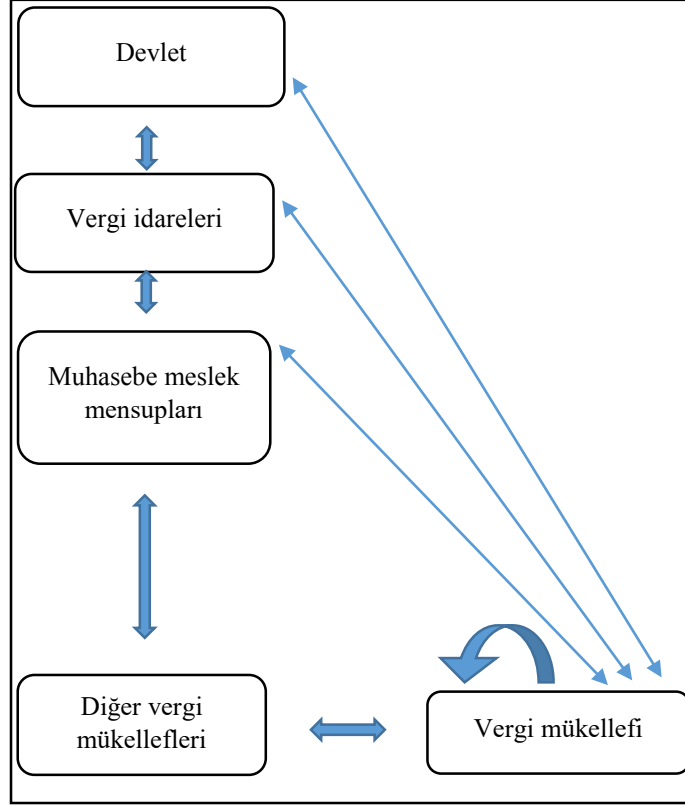 Devlet
Vergi idareleri
Muhasebe meslek
mensupları
Diğer vergi
mükellefleri
Vergi mükellefi